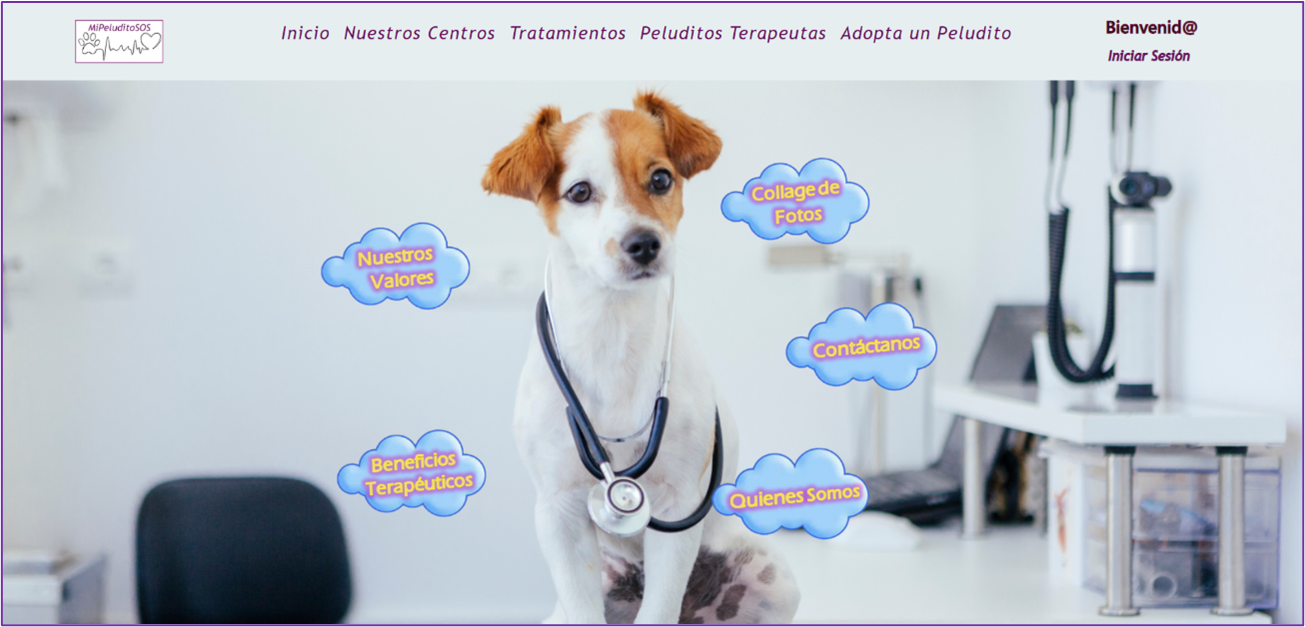 MiPeluditoSOS
Inicio Nuestros Centros Tratamientos Peluditos Terapeutas Adopta un Peludito
Bienvenid@
Iniciar Sesión
Collage de
Fotos
Nuestros
Valores
Contáctanos
Beneficios
Terapéuticos
Quienes Somos